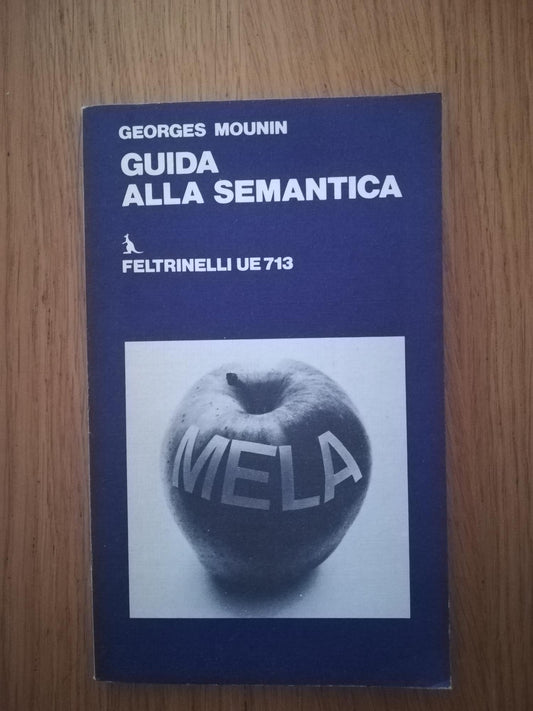 GEORGES MOUNIN
GUIDA
ALLA SEMANTICA
FELTRINELLI UE 713
MELA